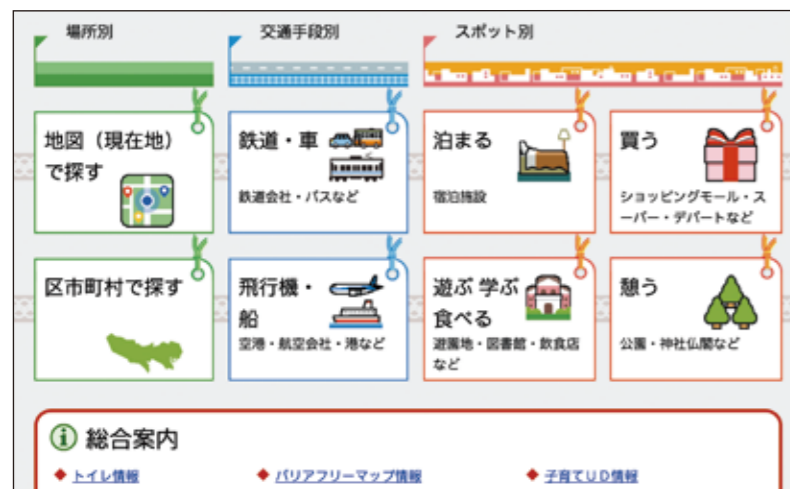 場所別
交通手段別
スポット別
地図（現在地）
で探す
鉄道・車
鉄道会社・バスなど
泊まる
宿泊施設
買う
ショッピングモール・ス
ーパー・デパートなど
区市町村で探す
飛行機・
船
空港・航空会社・港など
遊ぶ 学ぶ
食べる
遊園地・図書館・飲食店
など
憩う
公園・神社仏閣など
総合案内
トイレ情報
バリアフリーマップ情報
子育てUD情報